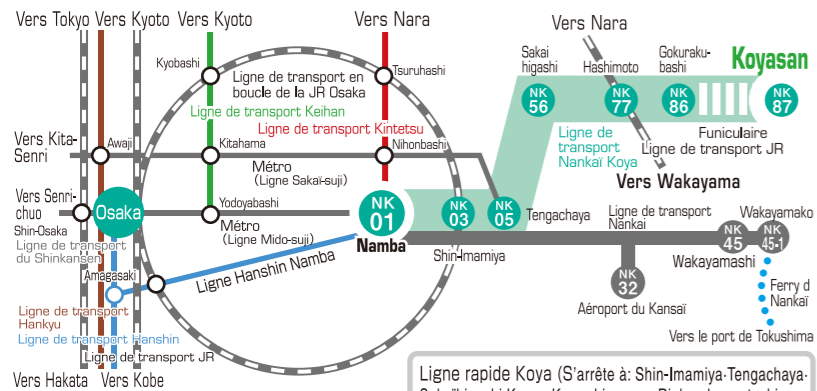 Vers Tokyo
Vers Kyoto
Vers Kyoto
Vers Nara
Vers Nara
Kyobashi
Tsuruhashi
Ligne de transport en
boucle de la JR Osaka
Ligne de transport Keihan
Ligne de transport Kintetsu
Sakai
higashi
NK
56
Hashimoto
NK
77
Gokuraku-
bashi
NK
86
Koyasan
NK
87
Funiculaire
Ligne de
transport
Nankaï Koya
Ligne de transport JR
Vers Wakayama
Vers Kita-
Senri
Awaji
Kitahama
Nihonbashi
Métro
(Ligne Sakaï-suji)
Vers Senri-
chuo
Shin-Osaka
Osaka
Yodoyabashi
Métro
(Ligne Mido-suji)
NK
01
Namba
NK
03
Shin-Imamiya
NK
05
Tengachaya
Ligne de transport
Nankai
Wakayamako
NK
45
NK
45-1
Wakayamashi
NK
32
Aéroport du Kansaï
Ferry d
Nankaï
Vers le port de Tokushima
Ligne de transport
du Shinkansen
Amagasaki
Ligne Hanshin Namba
Ligne de transport
Hankyu
Ligne de transport Hanshin
Ligne de transport JR
Vers Hakata
Vers Kobe
Ligne rapide Koya (S'arrête à: Shin-Imamiya·Tengachaya·